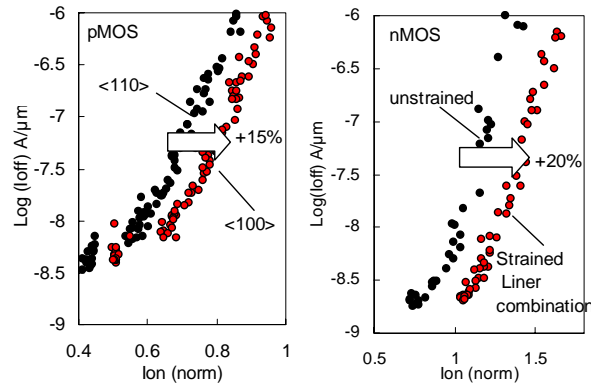 pMOS
<110>
+15%
<100>
Log (Ioff) A/µm
-6
-6.5
-7
-7.5
-8
-8.5
-9
0.4
0.6
0.8
1
Ion (norm)
nMOS
unstrained
+20%
Strained
Liner
combination
Log(Ioff) A/µm
-6
-6.5
-7
-7.5
-8
-8.5
-9
0.5
1
1.5
Ion (norm)